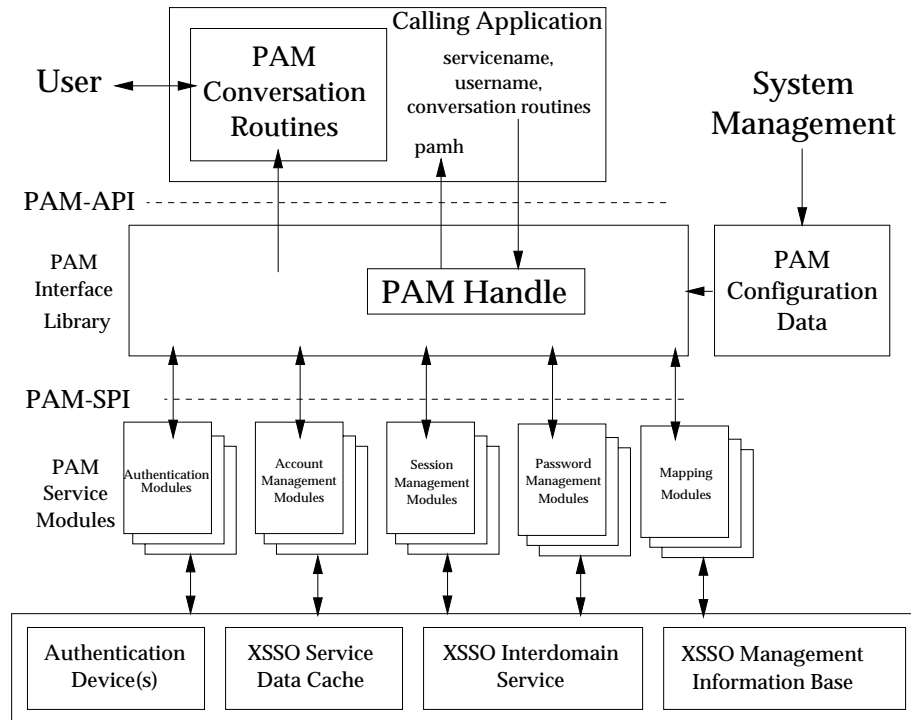 Calling Application
PAM
Conversation
Routines
servicename,
username,
conversation routines
pamh
User
System
Management
PAM-API
PAM
Interface
Library
PAM Handle
PAM
Configuration
Data
PAM-SPI
PAM
Service
Modules
Authentication
Modules
Account
Management
Modules
Session
Management
Modules
Password
Management
Modules
Mapping
Modules
Authentication
Device(s)
XSSO Service
Data Cache
XSSO Interdomain
Service
XSSO Management
Information Base